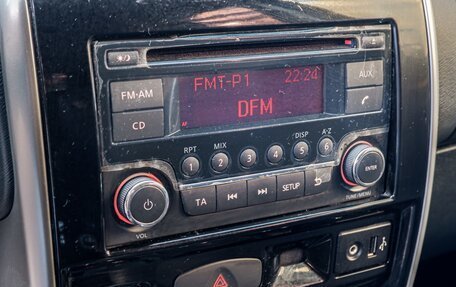 FMT-P1 22:20
DFM
FM-AM
CD
AUX
RPT MIX DISP A-Z
1 2 3 4 5 6
TA SETUP
ENTER
VOL
TUNE/MENU